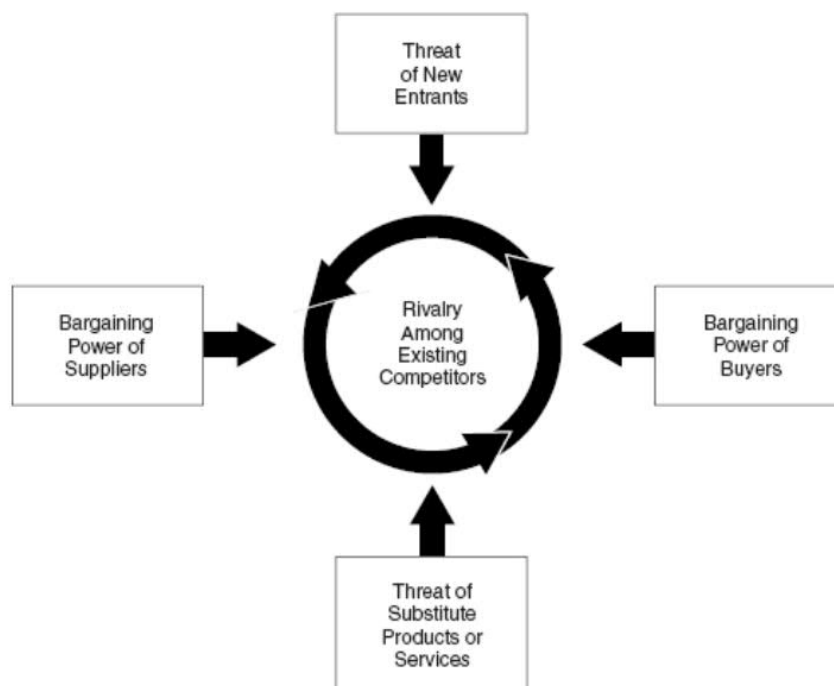 Threat
of New
Entrants
Bargaining
Power of
Suppliers
Rivalry
Among
Existing
Competitors
Bargaining
Power of
Buyers
Threat of
Substitute
Products or
Services